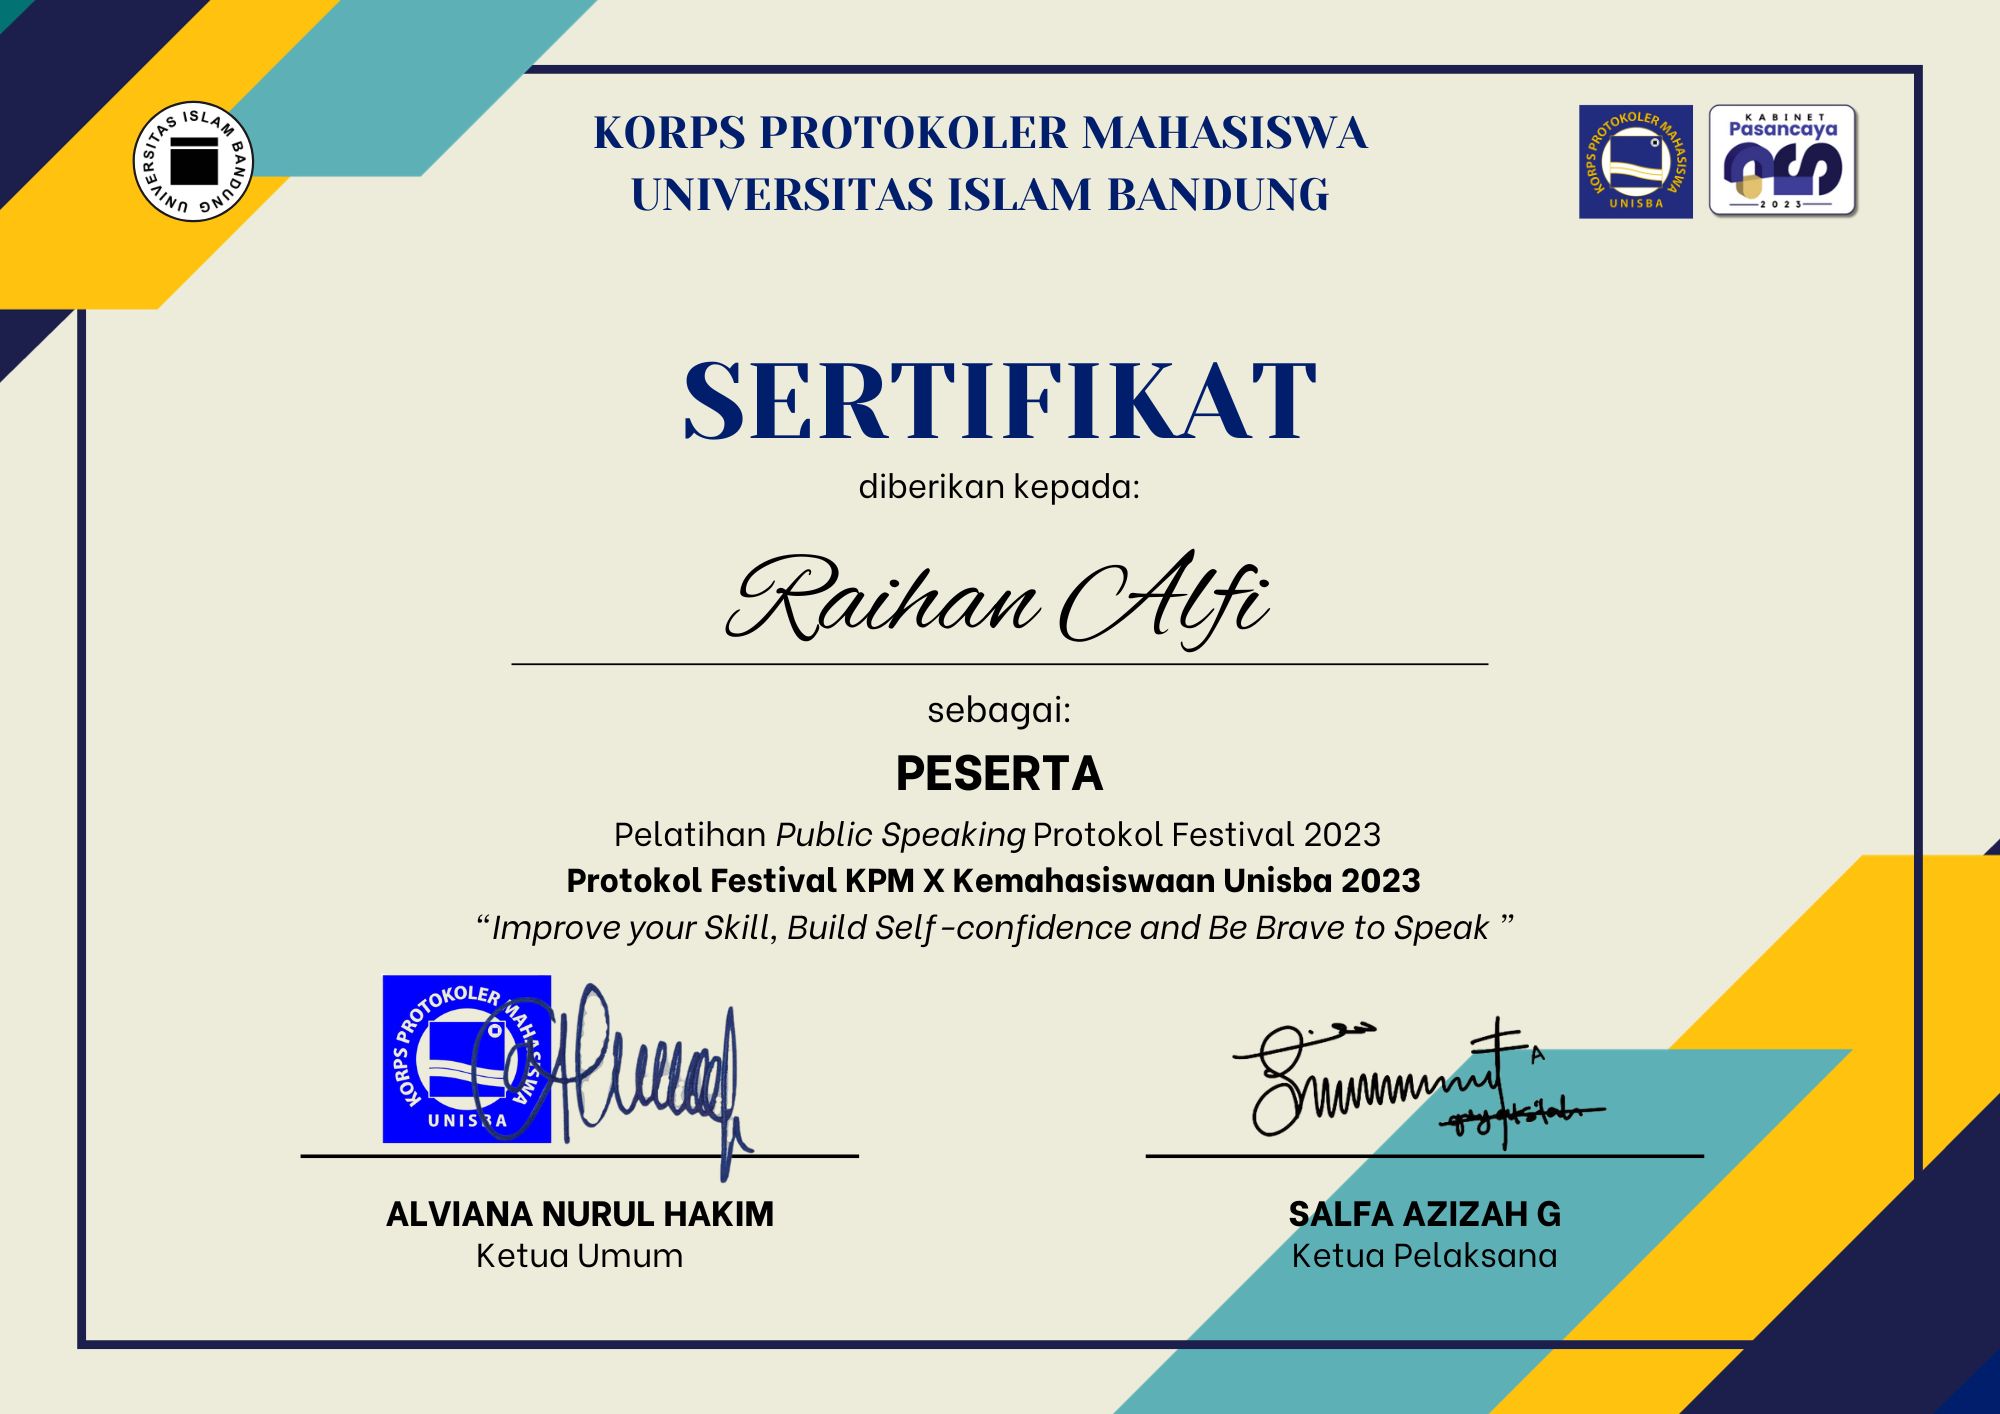 UNIVERSITAS ISLAM BANDUNG
KORPS PROTOKOLER MAHASISWA
UNIVERSITAS ISLAM BANDUNG
KORPS PROTOKOLER MAHASISWA
UNISBA
KABINET
Pasancaya
2023
SERTIFIKAT
diberikan kepada:
Raihan Alfi
sebagai:
PESERTA
Pelatihan Public Speaking Protokol Festival 2023
Protokol Festival KPM X Kemahasiswaan Unisba 2023
“Improve your Skill, Build Self-confidence and Be Brave to Speak ”
KORPS PROTOKOLER MAHASISWA
UNISBA
ALVIANA NURUL HAKIM
Ketua Umum
SALFA AZIZAH G
Ketua Pelaksana